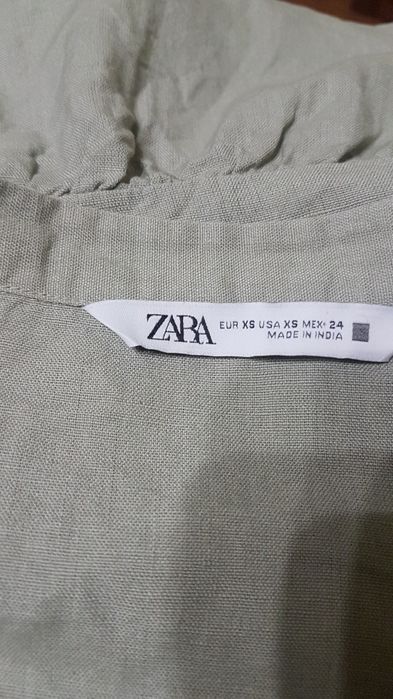 ZARA EUR XS USA XS MEX 24
MADE IN INDIA